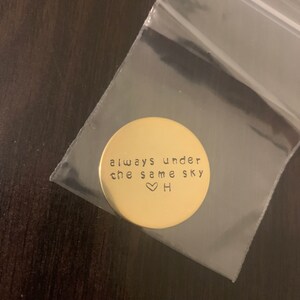 always under
the same sky
♡ H